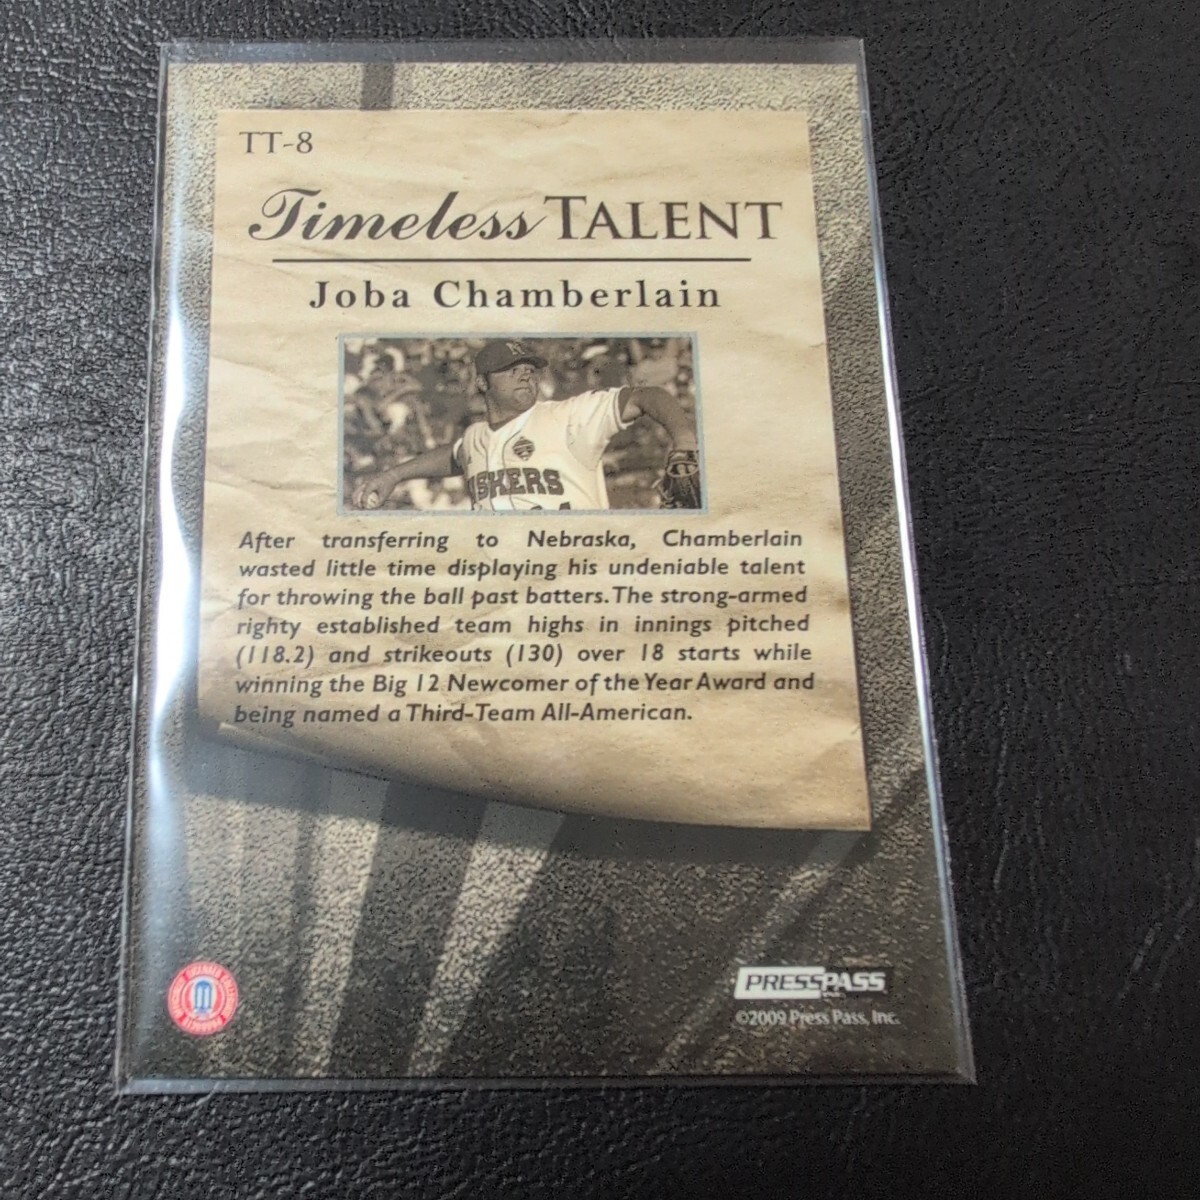 TT-8
Timeless TALENT
Joba Chamberlain
N
SKERS
After transferring to Nebraska, Chamberlain
wasted little time displaying his undeniable talent
for throwing the ball past batters. The strong-armed
righty established team highs in innings pitched
(118.2) and strikeouts (130) over 18 starts while
winning the Big 12 Newcomer of the Year Award and
being named a Third-Team All-American.
PRESSPASS
©2009 Press Pass, Inc.